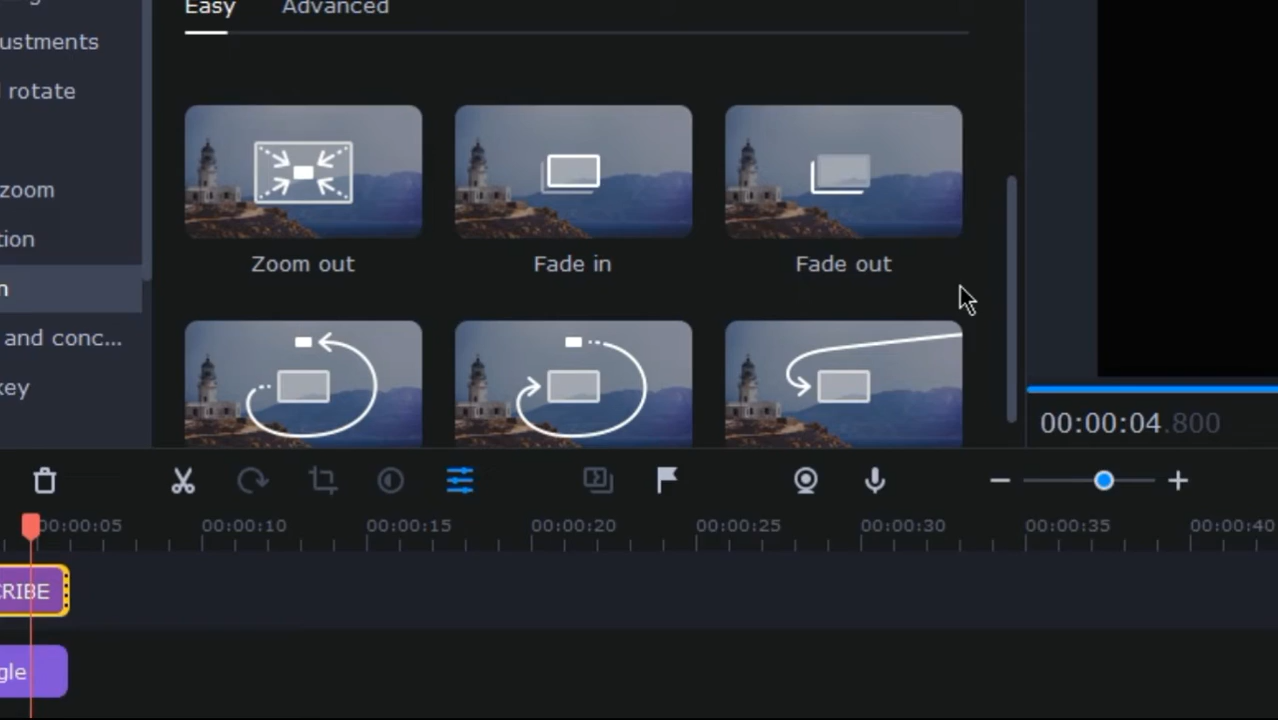 Easy Advanced
ustments
rotate
zoom
tion
n
and conc...
key
Zoom out Fade in Fade out
00:00:04.800
00:00:05 00:00:10 00:00:15 00:00:20 00:00:25 00:00:30 00:00:35 00:00:40
CRIBE
gle